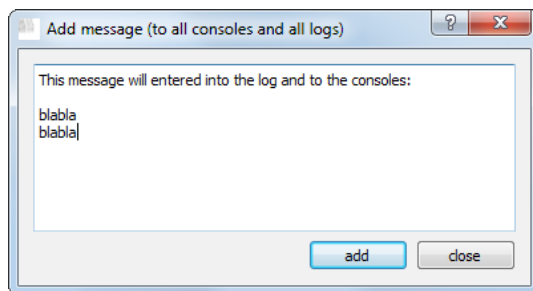 Add message (to all consoles and all logs)
This message will entered into the log and to the consoles:
blabla
blabla
add close